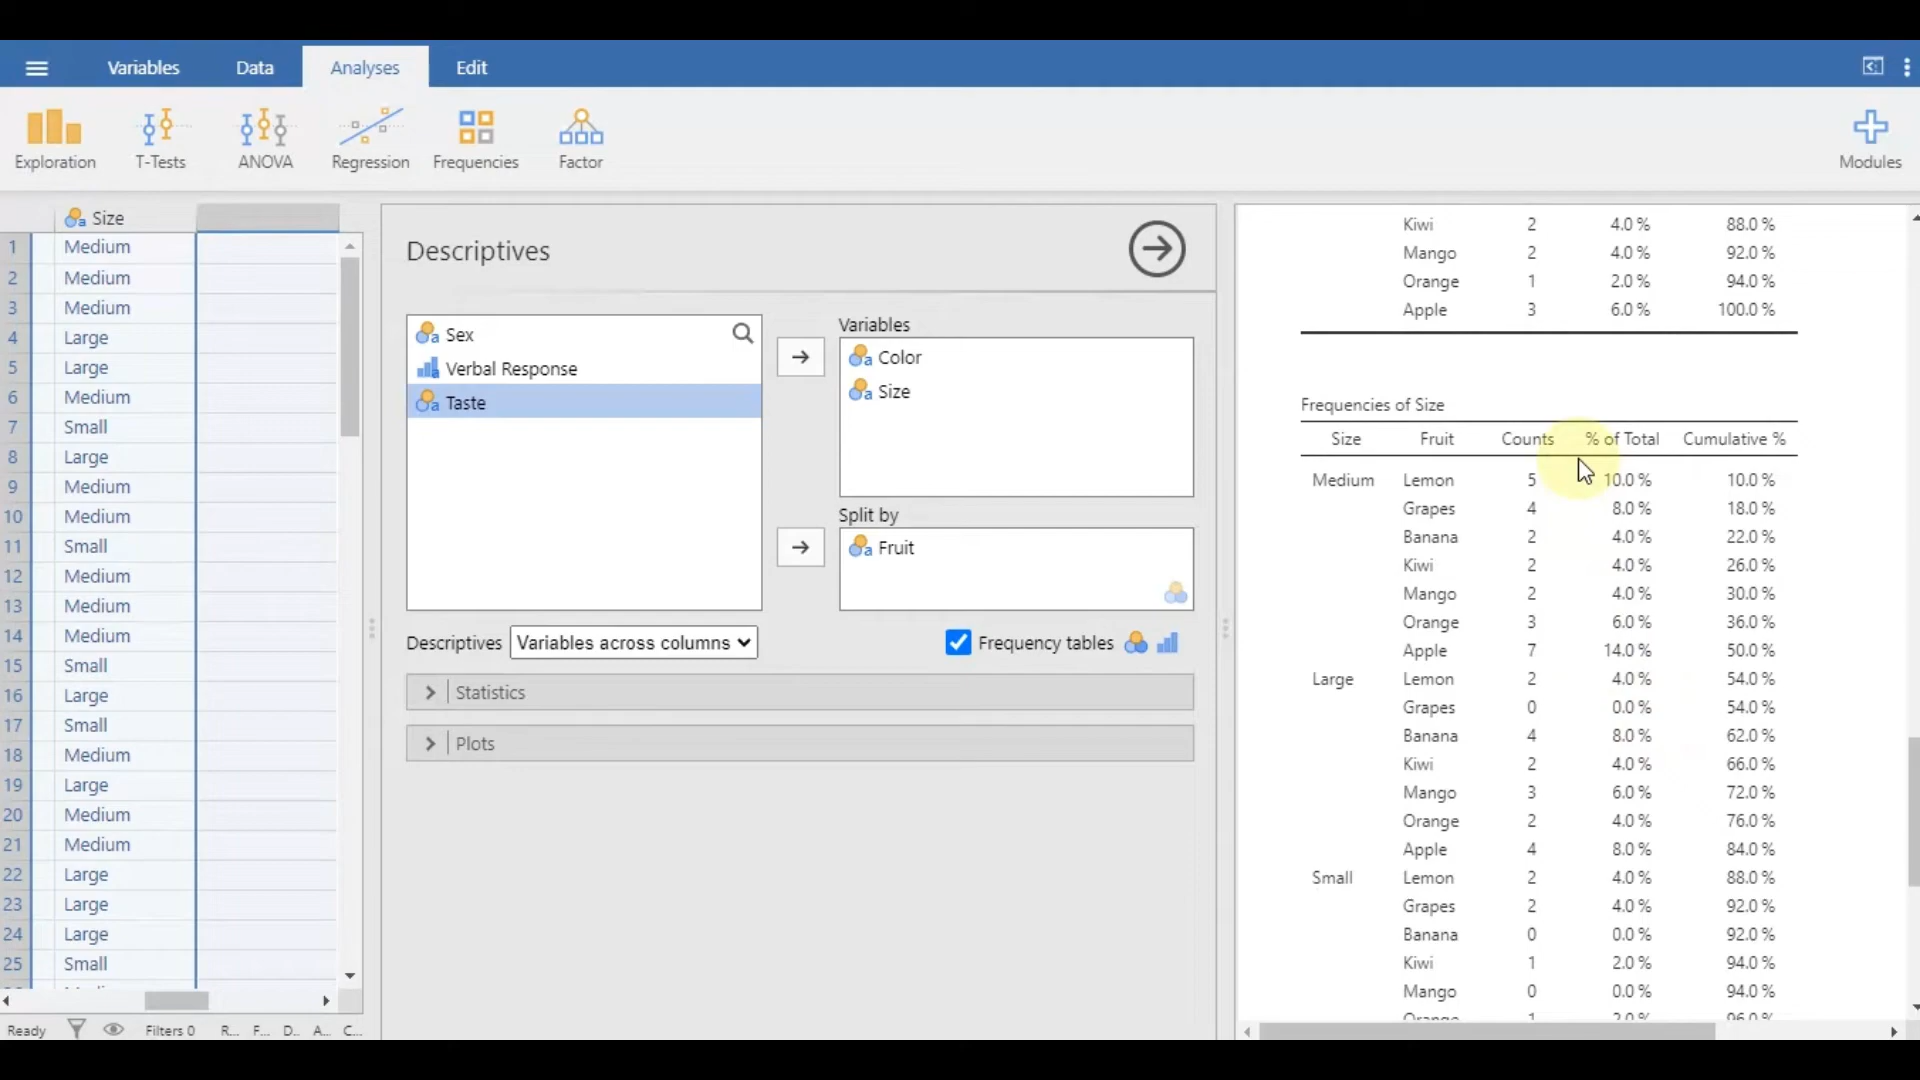 Variables Data Analyses Edit
Exploration T-Tests ANOVA Regression Frequencies Factor Modules
Size
1 Medium
2 Medium
3 Medium
4 Large
5 Large
6 Medium
7 Small
8 Large
9 Medium
10 Medium
11 Small
12 Medium
13 Medium
14 Medium
15 Small
16 Large
17 Small
18 Medium
19 Large
20 Medium
21 Medium
22 Large
23 Large
24 Large
25 Small
Ready Filters 0 R... F... D.. A... C...
Descriptives
Sex
Verbal Response
Taste
Variables
Color
Size
Split by
Fruit
Descriptives Variables across columns Frequency tables
Statistics
Plots
Kiwi 2 4.0 % 88.0 %
Mango 2 4.0 % 92.0 %
Orange 1 2.0 % 94.0 %
Apple 3 6.0 % 100.0 %
Frequencies of Size
Size Fruit Counts % of Total Cumulative %
Medium Lemon 5 10.0 % 10.0 %
Grapes 4 8.0 % 18.0 %
Banana 2 4.0 % 22.0 %
Kiwi 2 4.0 % 26.0 %
Mango 2 4.0 % 30.0 %
Orange 3 6.0 % 36.0 %
Apple 7 14.0 % 50.0 %
Large Lemon 2 4.0 % 54.0 %
Grapes 0 0.0 % 54.0 %
Banana 4 8.0 % 62.0 %
Kiwi 2 4.0 % 66.0 %
Mango 3 6.0 % 72.0 %
Orange 2 4.0 % 76.0 %
Apple 4 8.0 % 84.0 %
Small Lemon 2 4.0 % 88.0 %
Grapes 2 4.0 % 92.0 %
Banana 0 0.0 % 92.0 %
Kiwi 1 2.0 % 94.0 %
Mango 0 0.0 % 94.0 %
Orange 1 2.0 % 96.0 %